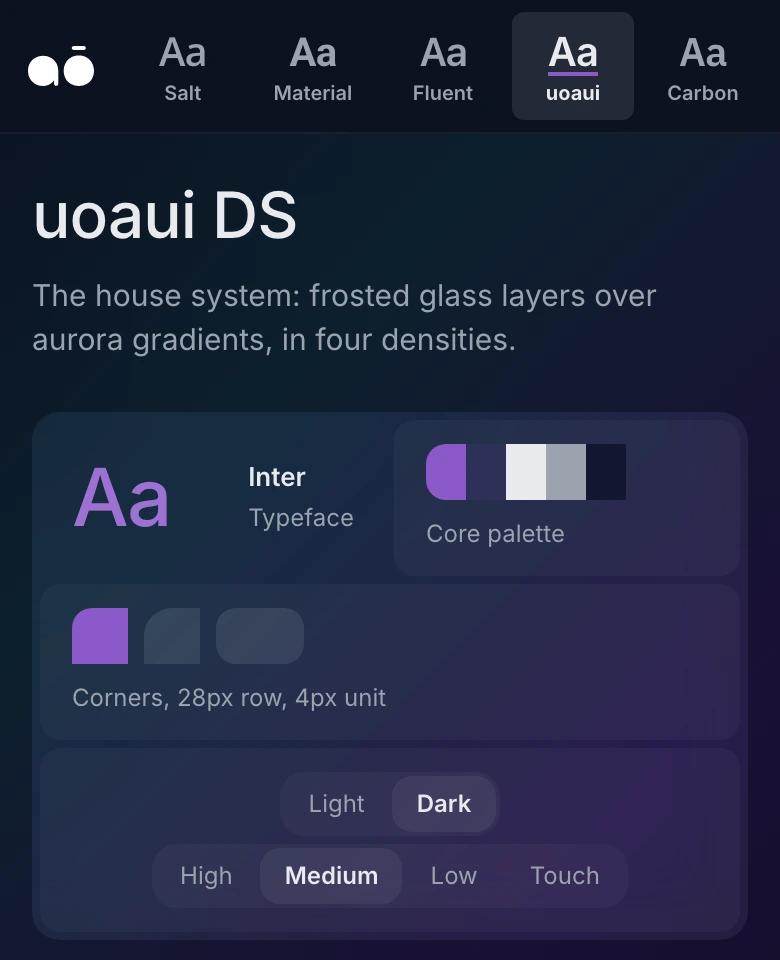 aō
Aa Aa Aa Aa Aa
Salt Material Fluent uoaui Carbon
uoaui DS
The house system: frosted glass layers over
aurora gradients, in four densities.
Aa
Inter
Typeface
Core palette
Corners, 28px row, 4px unit
Light Dark
High Medium Low Touch